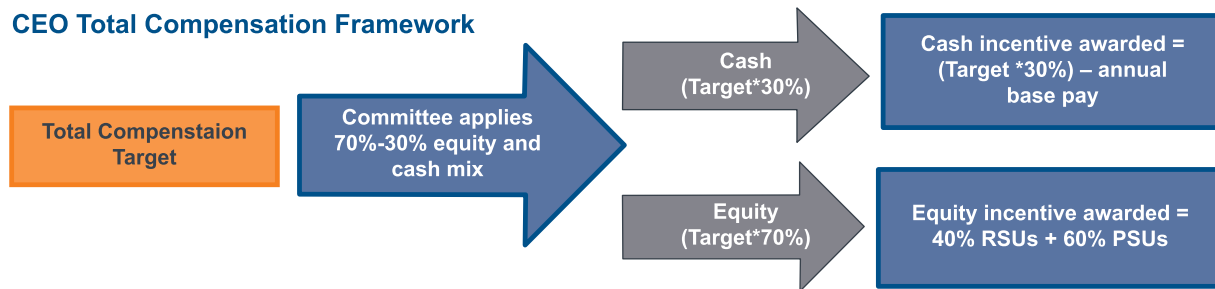 CEO Total Compensation Framework
Total Compenstaion
Target
Committee applies
70%-30% equity and
cash mix
Cash
(Target*30%)
Cash incentive awarded =
(Target *30%) – annual
base pay
Equity
(Target*70%)
Equity incentive awarded =
40% RSUs + 60% PSUs